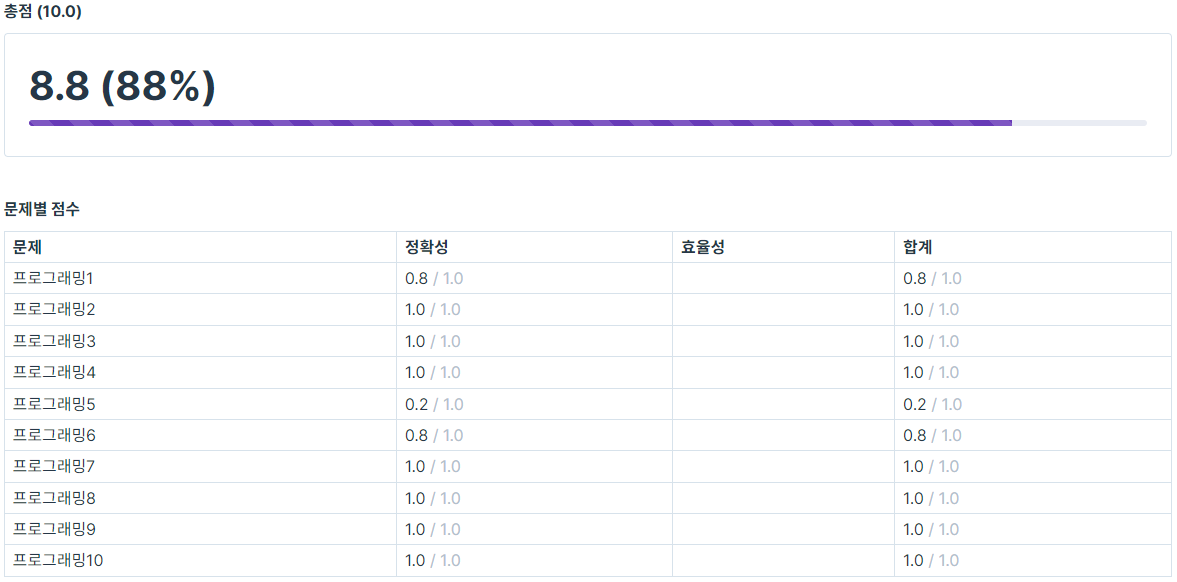 총점 (10.0)
8.8 (88%)
문제별 점수
문제 정확성 효율성 합계
프로그래밍1 0.8 / 1.0 0.8 / 1.0
프로그래밍2 1.0 / 1.0 1.0 / 1.0
프로그래밍3 1.0 / 1.0 1.0 / 1.0
프로그래밍4 1.0 / 1.0 1.0 / 1.0
프로그래밍5 0.2 / 1.0 0.2 / 1.0
프로그래밍6 0.8 / 1.0 0.8 / 1.0
프로그래밍7 1.0 / 1.0 1.0 / 1.0
프로그래밍8 1.0 / 1.0 1.0 / 1.0
프로그래밍9 1.0 / 1.0 1.0 / 1.0
프로그래밍10 1.0 / 1.0 1.0 / 1.0